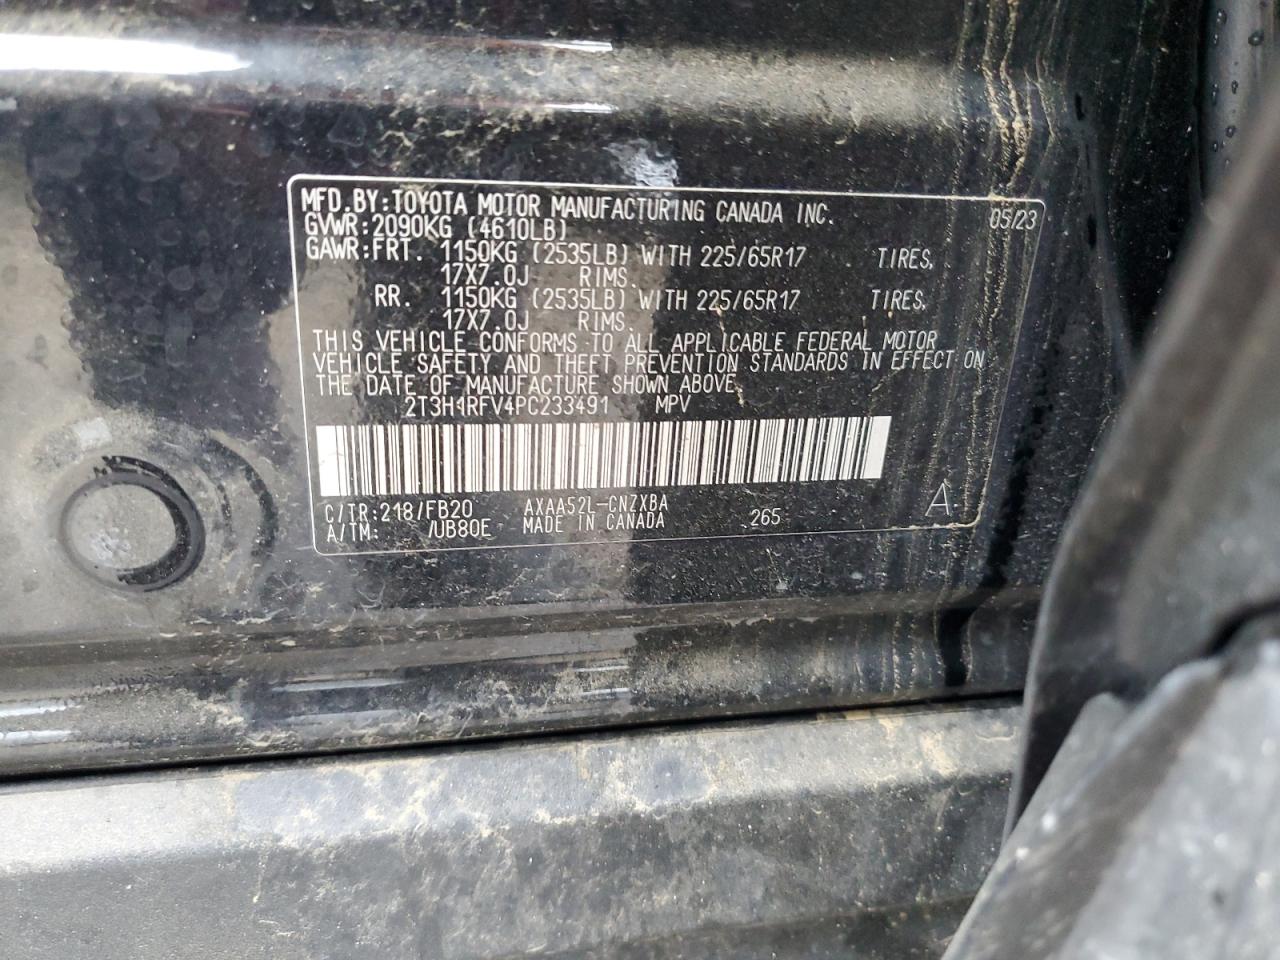 MFD.BY:TOYOTA MOTOR MANUFACTURING CANADA INC. 05/23
GVWR:2090KG (4610LB)
GAWR:FRT. 1150KG (2535LB) WITH 225/65R17 TIRES,
17X7.0J RIMS.
RR. 1150KG (2535LB) WITH 225/65R17 TIRES,
17X7.0J RIMS.
THIS VEHICLE CONFORMS TO ALL APPLICABLE FEDERAL MOTOR
VEHICLE SAFETY AND THEFT PREVENTION STANDARDS IN EFFECT ON
THE DATE OF MANUFACTURE SHOWN ABOVE.
2T3H1RFV4PC233491 MPV
C/TR:218/FB20 AXAA52L-CNZXBA
A/TM: /UB80E MADE IN CANADA 265 A